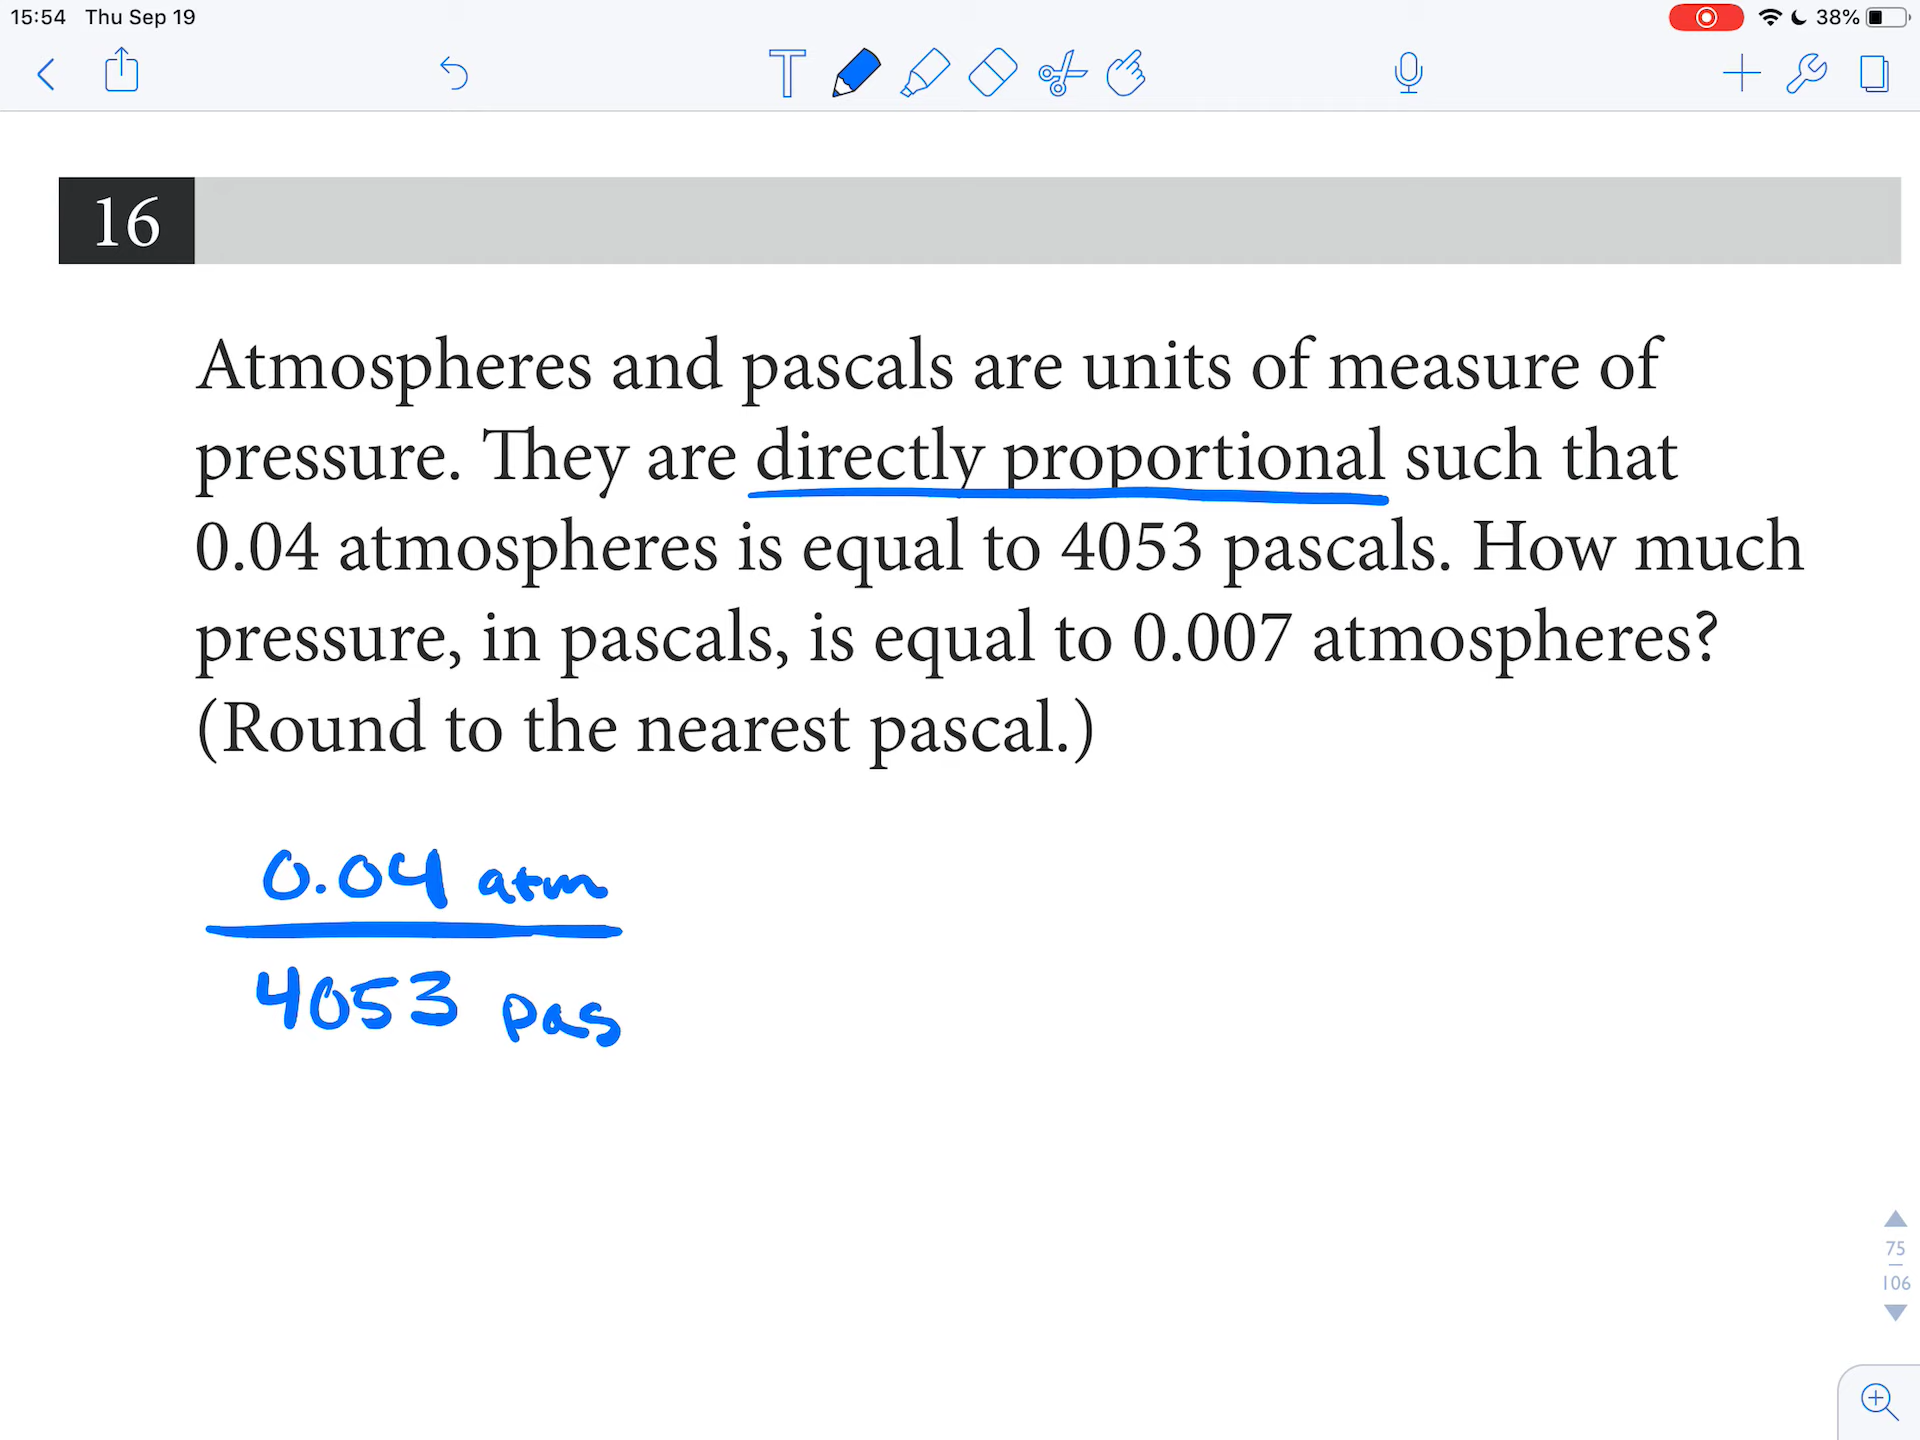 15:54 Thu Sep 19 38%
T
16
Atmospheres and pascals are units of measure of
pressure. They are directly proportional such that
0.04 atmospheres is equal to 4053 pascals. How much
pressure, in pascals, is equal to 0.007 atmospheres?
(Round to the nearest pascal.)
0.04 atm
4053 pas
75
106